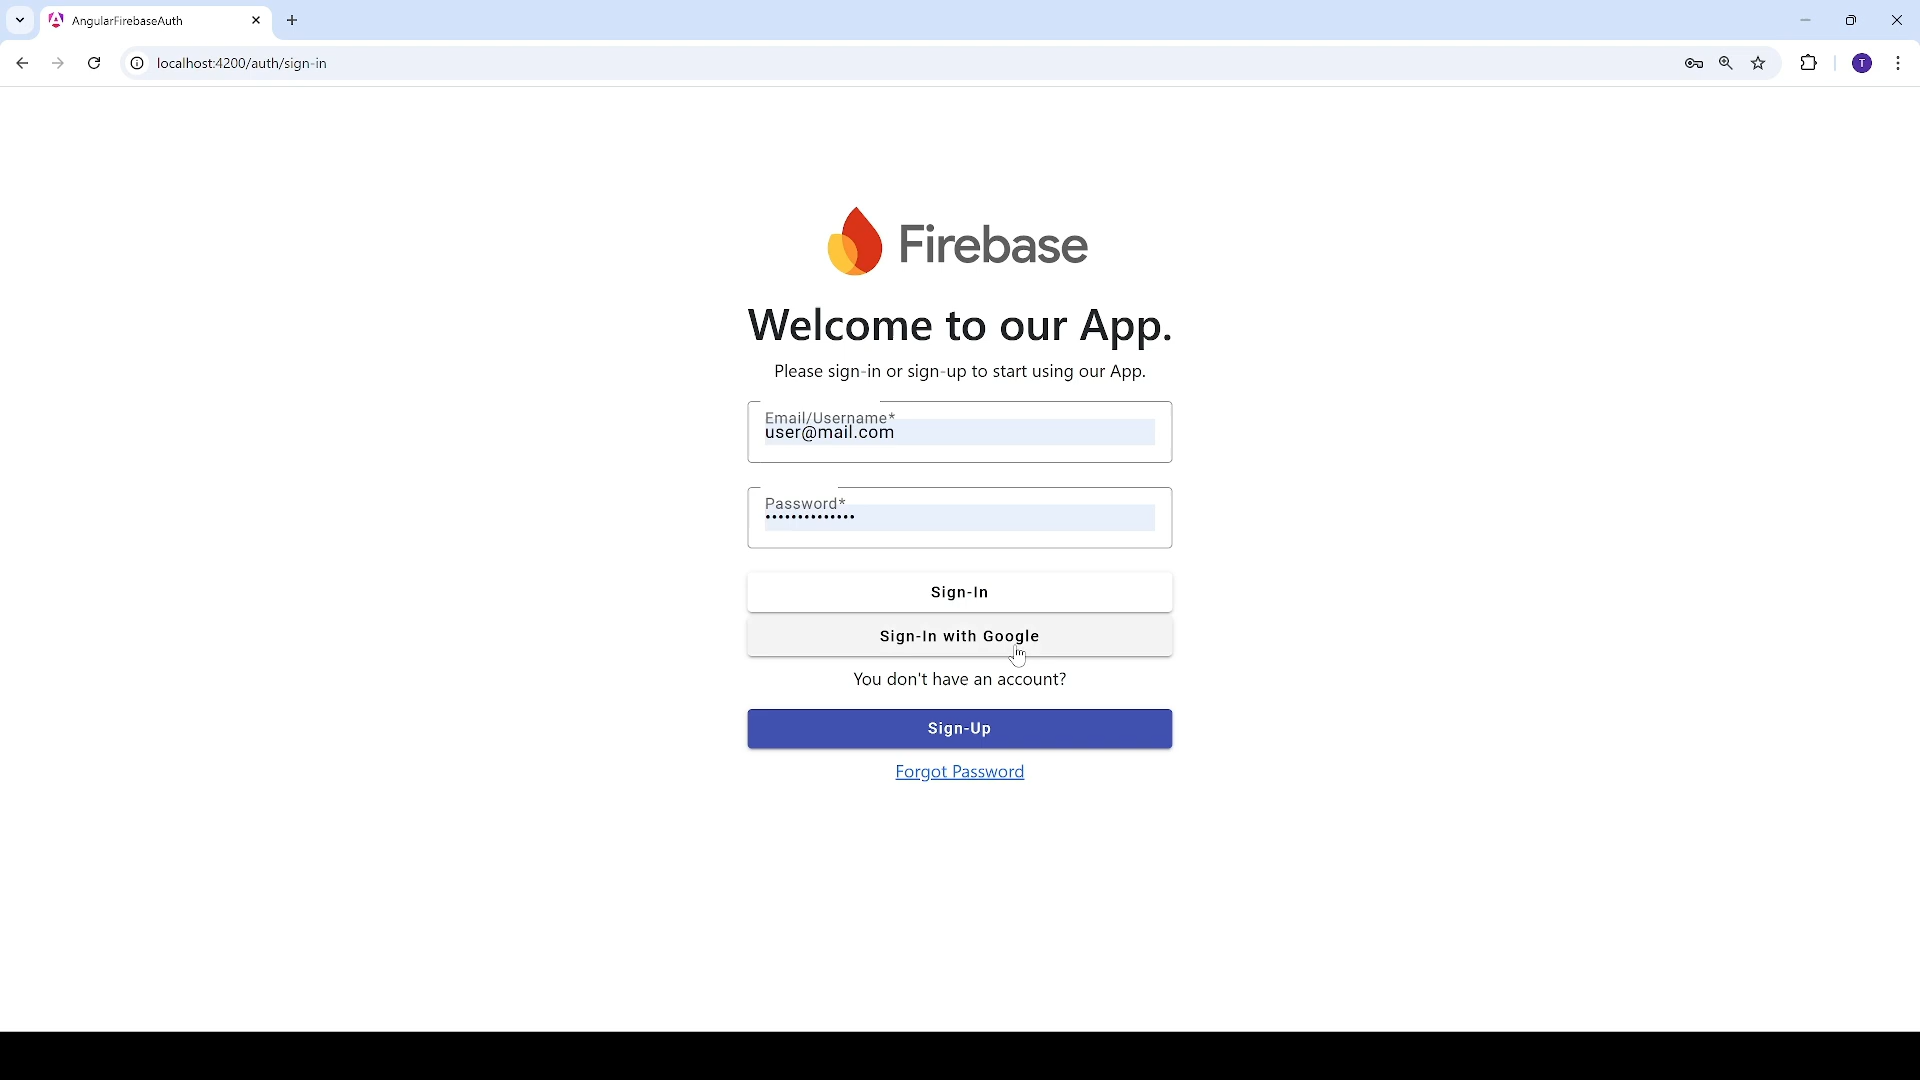 AngularFirebaseAuth
localhost:4200/auth/sign-in
T
Firebase
Welcome to our App.
Please sign-in or sign-up to start using our App.
Email/Username*
user@mail.com
Password*
••••••••••••••
Sign-In
Sign-In with Google
You don't have an account?
Sign-Up
Forgot Password